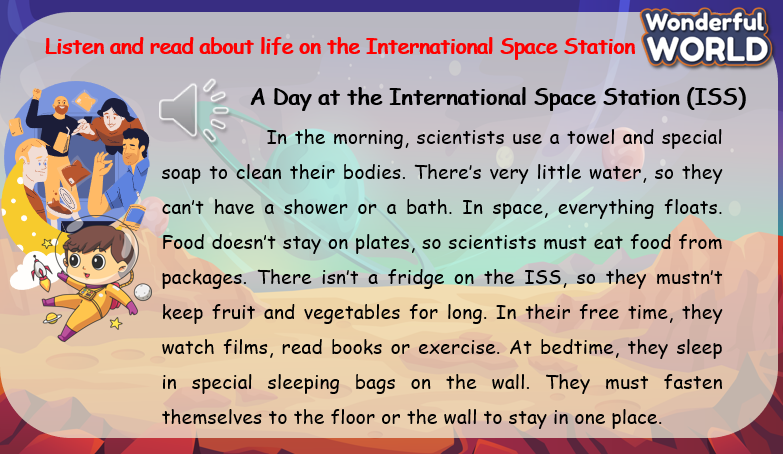 Wonderful
WORLD
Listen and read about life on the International Space Station
A Day at the International Space Station (ISS)
In the morning, scientists use a towel and special
soap to clean their bodies. There's very little water, so they
can't have a shower or a bath. In space, everything floats.
Food doesn't stay on plates, so scientists must eat food from
packages. There isn't a fridge on the ISS, so they mustn't
keep fruit and vegetables for long. In their free time, they
watch films, read books or exercise. At bedtime, they sleep
in special sleeping bags on the wall. They must fasten
themselves to the floor or the wall to stay in one place.